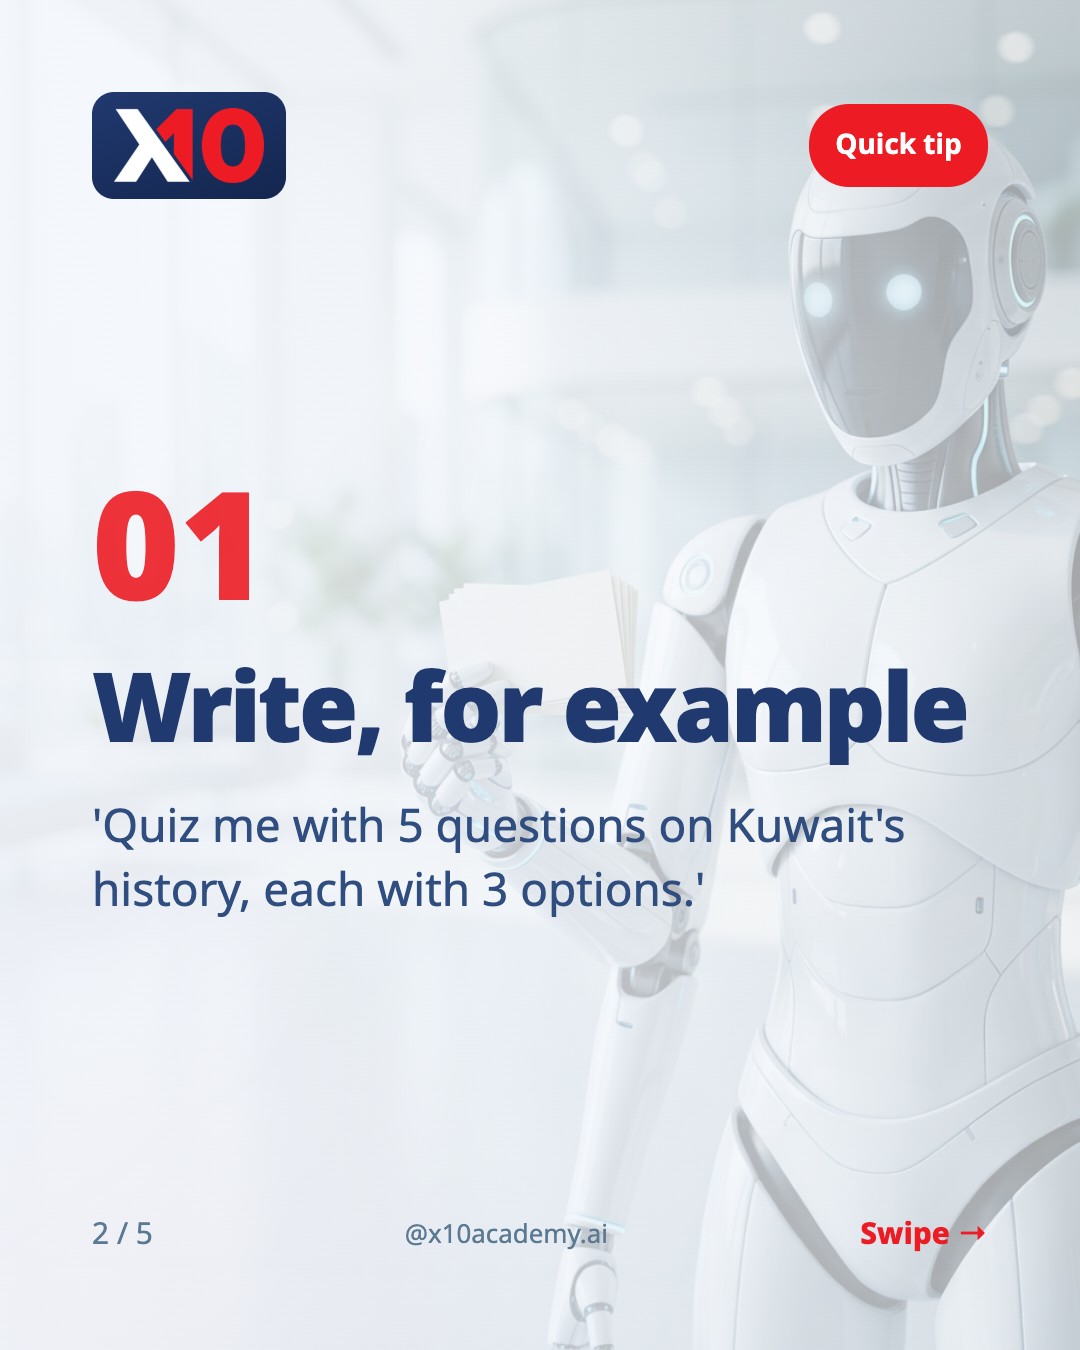 X10
Quick tip
01
Write, for example
'Quiz me with 5 questions on Kuwait's
history, each with 3 options.'
2 / 5
@x10academy.ai
Swipe →